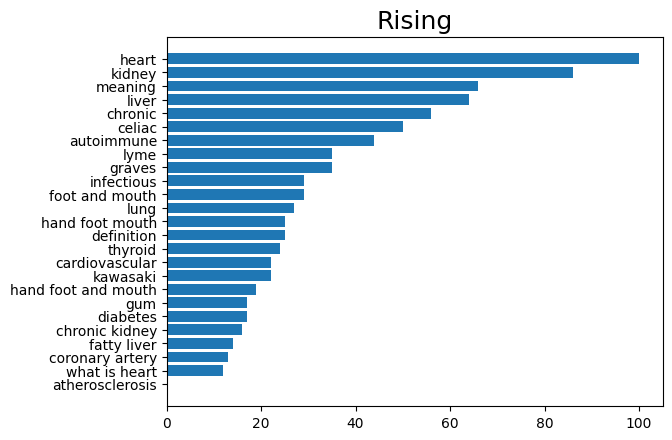 Rising
heart
kidney
meaning
liver
chronic
celiac
autoimmune
lyme
graves
infectious
foot and mouth
lung
hand foot mouth
definition
thyroid
cardiovascular
kawasaki
hand foot and mouth
gum
diabetes
chronic kidney
fatty liver
coronary artery
what is heart
atherosclerosis
0 20 40 60 80 100